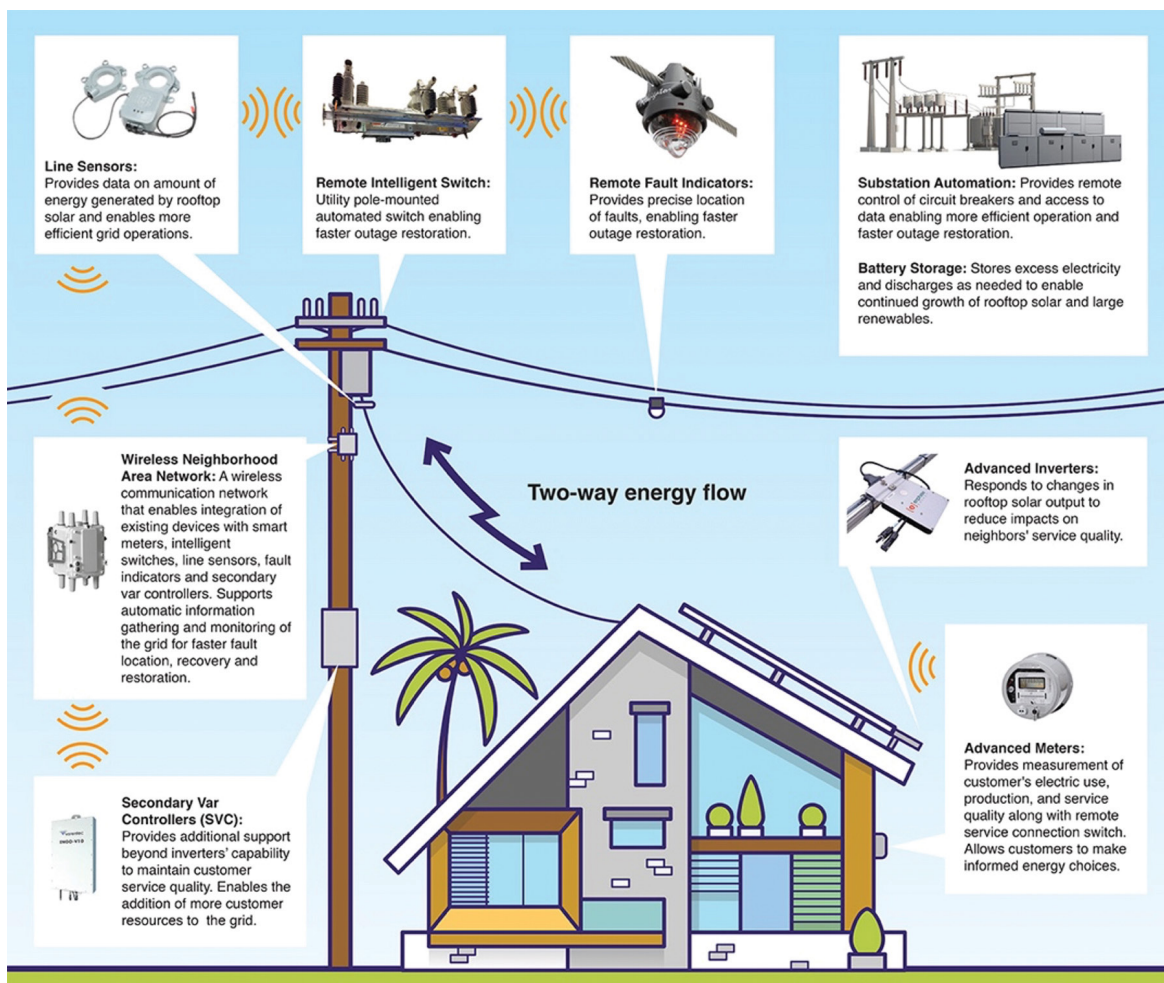 Line Sensors:
Provides data on amount of
energy generated by rooftop
solar and enables more
efficient grid operations.
Remote Intelligent Switch:
Utility pole-mounted
automated switch enabling
faster outage restoration.
Remote Fault Indicators:
Provides precise location
of faults, enabling faster
outage restoration.
Substation Automation: Provides remote
control of circuit breakers and access to
data enabling more efficient operation and
faster outage restoration.
Battery Storage: Stores excess electricity
and discharges as needed to enable
continued growth of rooftop solar and large
renewables.
Wireless Neighborhood
Area Network: A wireless
communication network
that enables integration of
existing devices with smart
meters, intelligent
switches, line sensors, fault
indicators and secondary
var controllers. Supports
automatic information
gathering and monitoring of
the grid for faster fault
location, recovery and
restoration.
Two-way energy flow
Advanced Inverters:
Responds to changes in
rooftop solar output to
reduce impacts on
neighbors' service quality.
Advanced Meters:
Provides measurement of
customer's electric use,
production, and service
quality along with remote
service connection switch.
Allows customers to make
informed energy choices.
Secondary Var
Controllers (SVC):
Provides additional support
beyond inverters’ capability
to maintain customer
service quality. Enables the
addition of more customer
resources to the grid.